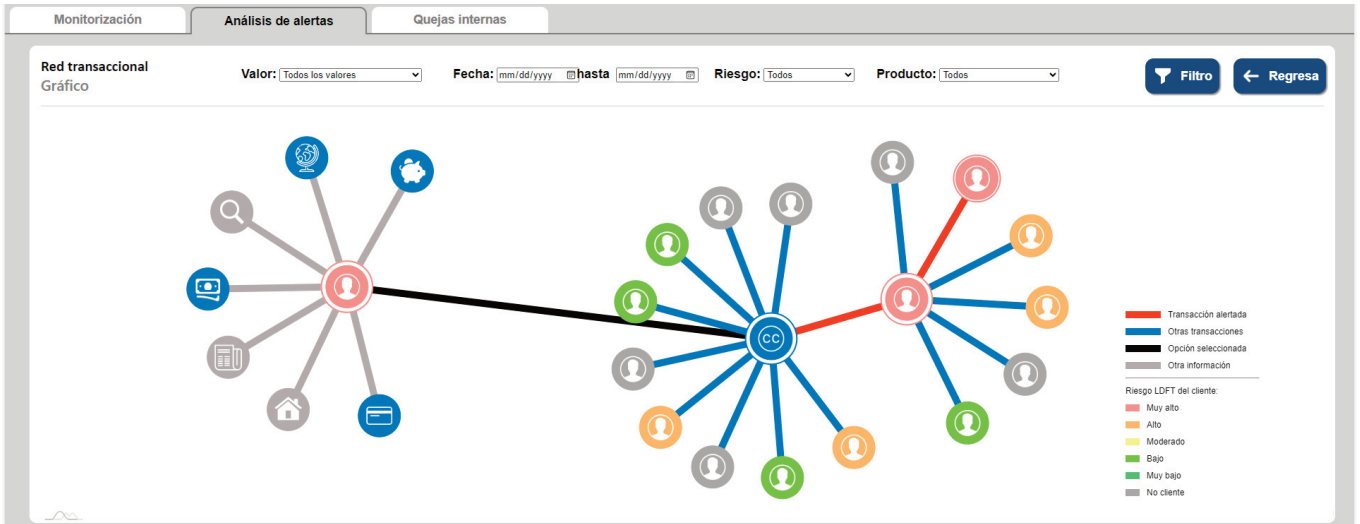 Monitorización
Análisis de alertas
Quejas internas
Red transaccional
Gráfico
Valor: Todos los valores
Fecha: mm/dd/yyyy hasta mm/dd/yyyy
Riesgo: Todos
Producto: Todos
Filtro
Regresa
CC
Transacción alertada
Otras transacciones
Opción seleccionada
Otra información
Riesgo LDFT del cliente:
Muy alto
Alto
Moderado
Bajo
Muy bajo
No cliente